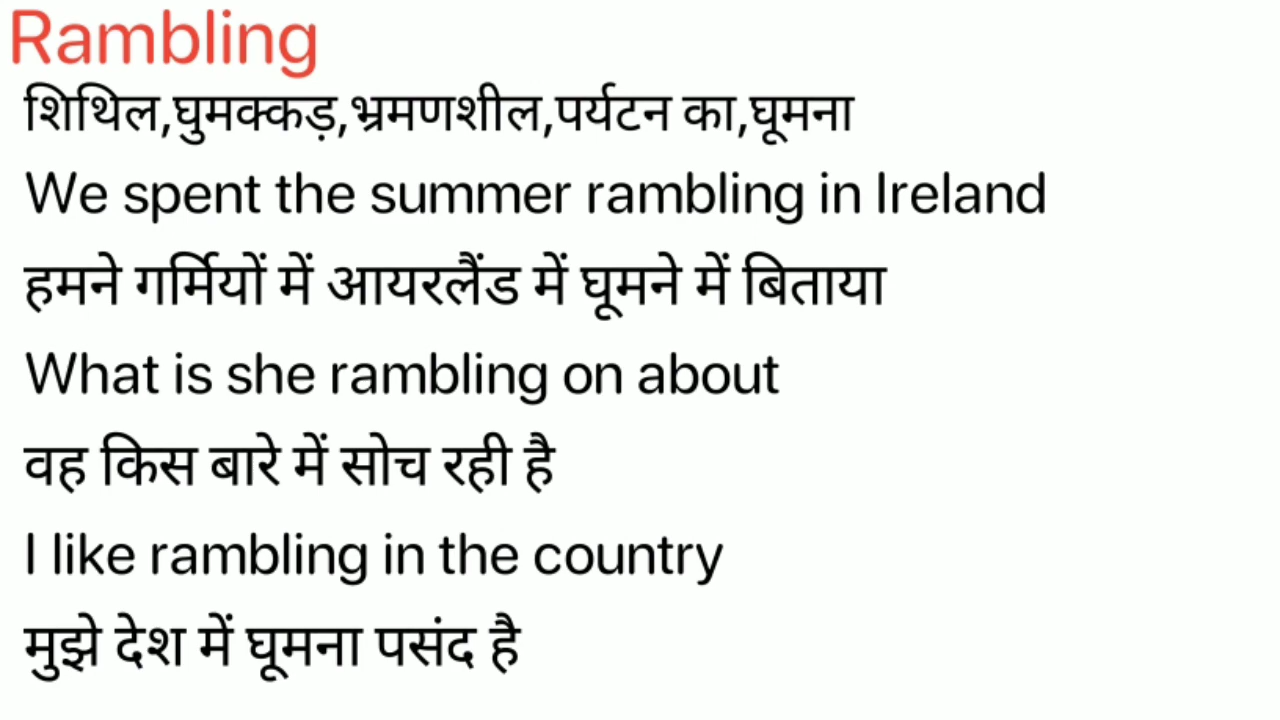 Rambling
शिथिल,घुमक्कड़,भ्रमणशील,पर्यटन का,घूमना
We spent the summer rambling in Ireland
हमने गर्मियों में आयरलैंड में घूमने में बिताया
What is she rambling on about
वह किस बारे में सोच रही है
I like rambling in the country
मुझे देश में घूमना पसंद है